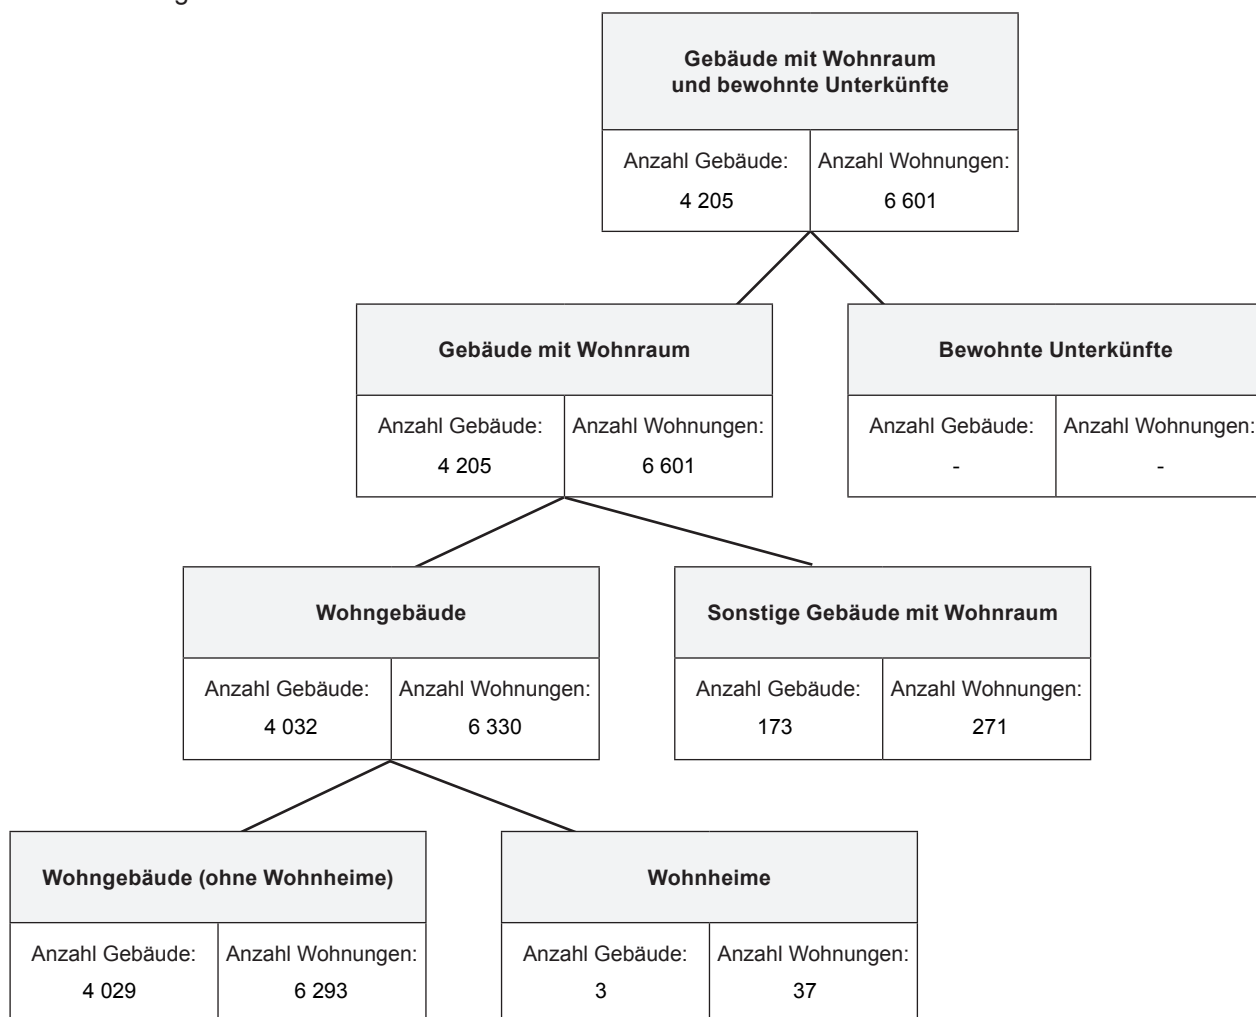 Gebäude mit Wohnraum
und bewohnte Unterkünfte
Anzahl Gebäude:
Anzahl Wohnungen:
4 205
6 601
Gebäude mit Wohnraum
Anzahl Gebäude:
Anzahl Wohnungen:
4 205
6 601
Bewohnte Unterkünfte
Anzahl Gebäude:
Anzahl Wohnungen:
-
-
Wohngebäude
Anzahl Gebäude:
Anzahl Wohnungen:
4 032
6 330
Sonstige Gebäude mit Wohnraum
Anzahl Gebäude:
Anzahl Wohnungen:
173
271
Wohngebäude (ohne Wohnheime)
Anzahl Gebäude:
Anzahl Wohnungen:
4 029
6 293
Wohnheime
Anzahl Gebäude:
Anzahl Wohnungen:
3
37